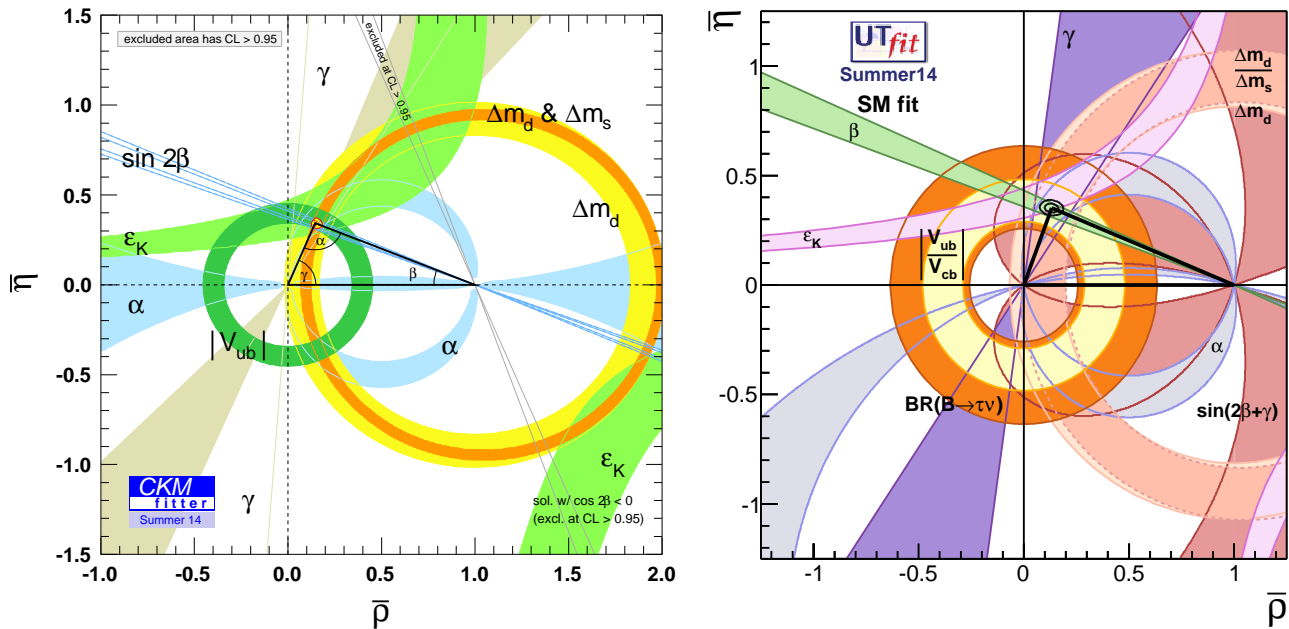 η̅
1.5
excluded area has CL > 0.95
γ
excluded at CL > 0.95
1.0
Δm_d & Δm_s
sin 2β
0.5
Δm_d
ε_K
α
γ
β
0.0
α
α
|V_ub|
-0.5
-1.0
ε_K
γ
CKM
fitter
Summer 14
sol. w/ cos 2β < 0
(excl. at CL > 0.95)
-1.5
-1.0 -0.5 0.0 0.5 1.0 1.5 2.0
ρ̅
η̅
UTfit
Summer14
SM fit
γ
1
Δm_d
Δm_s
Δm_d
β
0.5
ε_K
|V_ub/V_cb|
0
α
-0.5
BR(B→τν)
sin(2β+γ)
-1
-1 -0.5 0 0.5 1
ρ̅